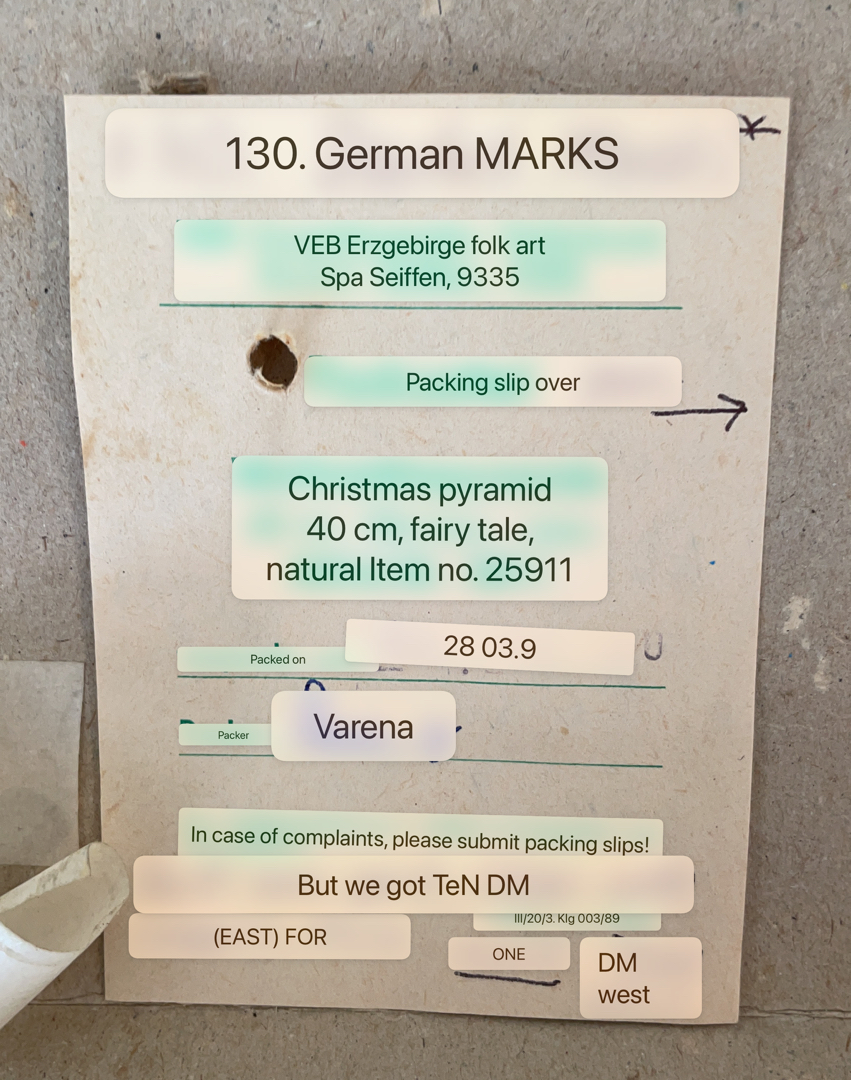 130. German MARKS
VEB Erzgebirge folk art
Spa Seiffen, 9335
Packing slip over
Christmas pyramid
40 cm, fairy tale,
natural Item no. 25911
Packed on 28 03.9
Packer Varena
In case of complaints, please submit packing slips!
But we got TeN DM
III/20/3. Klg 003/89
(EAST) FOR ONE DM
west